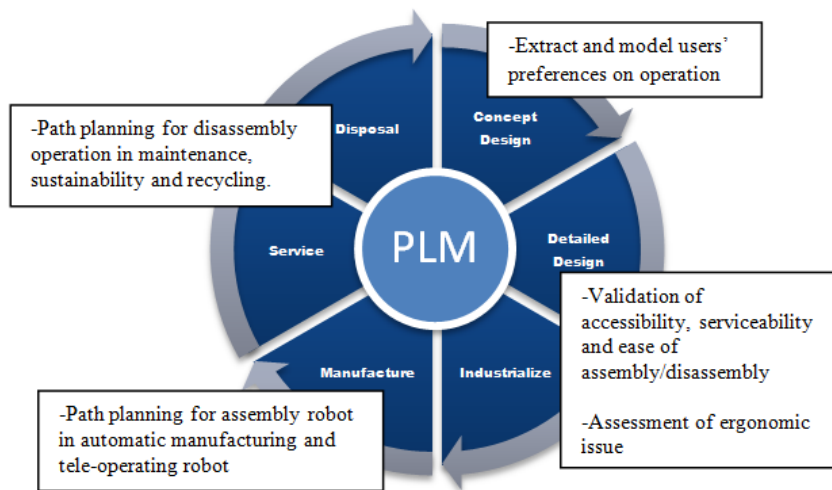 -Extract and model users’
preferences on operation
Concept
Design
Disposal
-Path planning for disassembly
operation in maintenance,
sustainability and recycling.
PLM
Service
Detailed
Design
-Validation of
accessibility, serviceability
and ease of
assembly/disassembly
-Assessment of ergonomic
issue
Manufacture
Industrialize
-Path planning for assembly robot
in automatic manufacturing and
tele-operating robot